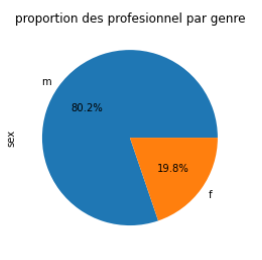 proportion des profesionnel par genre
m
80.2%
sex
19.8%
f